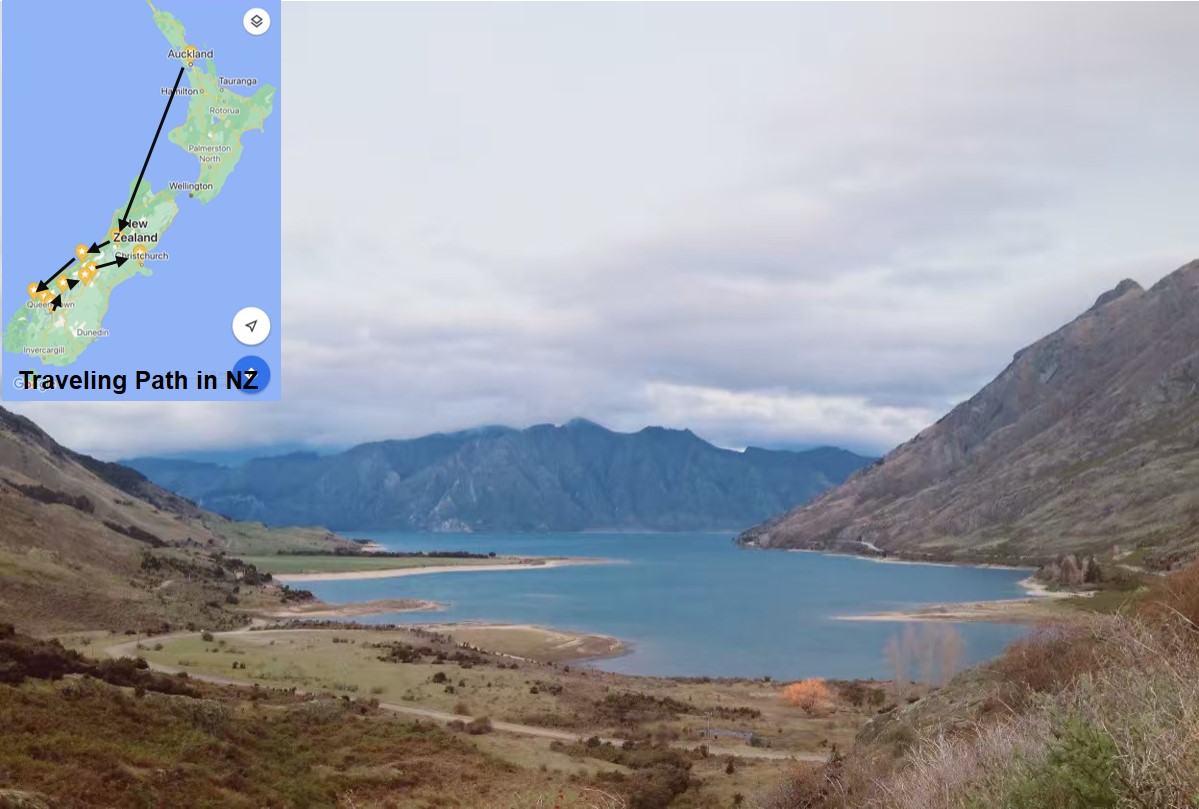 Auckland
Tauranga
Hamilton
Rotorua
Palmerston
North
Wellington
New
Zealand
Christchurch
Queenstown
Dunedin
Invercargill
Traveling Path in NZ